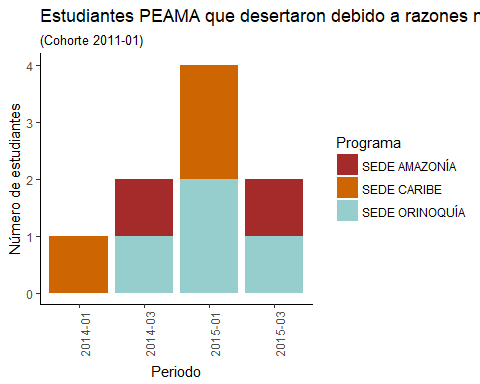 Estudiantes PEAMA que desertaron debido a razones
(Cohorte 2011-01)
Número de estudiantes
4
3
2
1
0
2014-01
2014-03
2015-01
2015-03
Periodo
Programa
SEDE AMAZONÍA
SEDE CARIBE
SEDE ORINOQUÍA